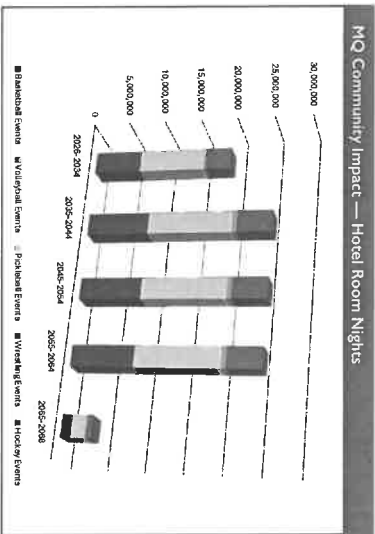 MQ Community Impact — Hotel Room Nights
30,000,000
25,000,000
20,000,000
15,000,000
10,000,000
5,000,000
0
2026-2034
2035-2044
2045-2054
2055-2064
2065-2068
Basketball Events
Volleyball Events
Pickleball Events
Wrestling Events
Hockey Events